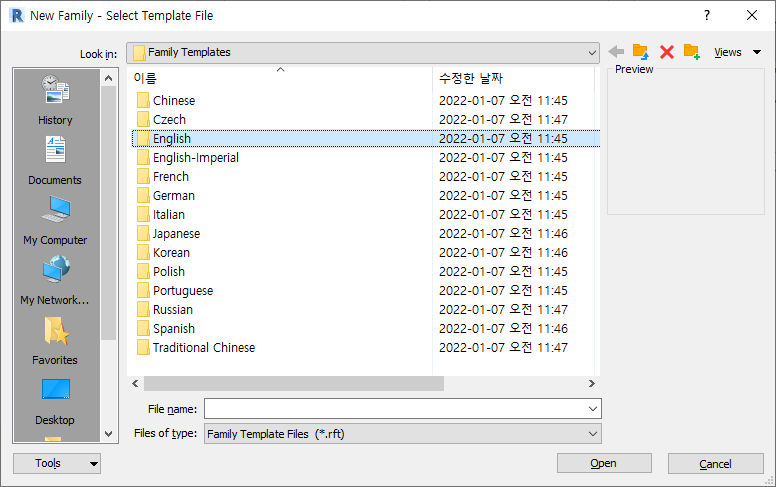 New Family - Select Template File
Look in: Family Templates
Views
Preview
이름 수정한 날짜
Chinese 2022-01-07 오전 11:45
Czech 2022-01-07 오전 11:47
English 2022-01-07 오전 11:45
English-Imperial 2022-01-07 오전 11:45
French 2022-01-07 오전 11:45
German 2022-01-07 오전 11:45
Italian 2022-01-07 오전 11:45
Japanese 2022-01-07 오전 11:46
Korean 2022-01-07 오전 11:46
Polish 2022-01-07 오전 11:45
Portuguese 2022-01-07 오전 11:45
Russian 2022-01-07 오전 11:47
Spanish 2022-01-07 오전 11:46
Traditional Chinese 2022-01-07 오전 11:47
History
Documents
My Computer
My Network...
Favorites
Desktop
File name:
Files of type: Family Template Files (*.rft)
Tools
Open
Cancel